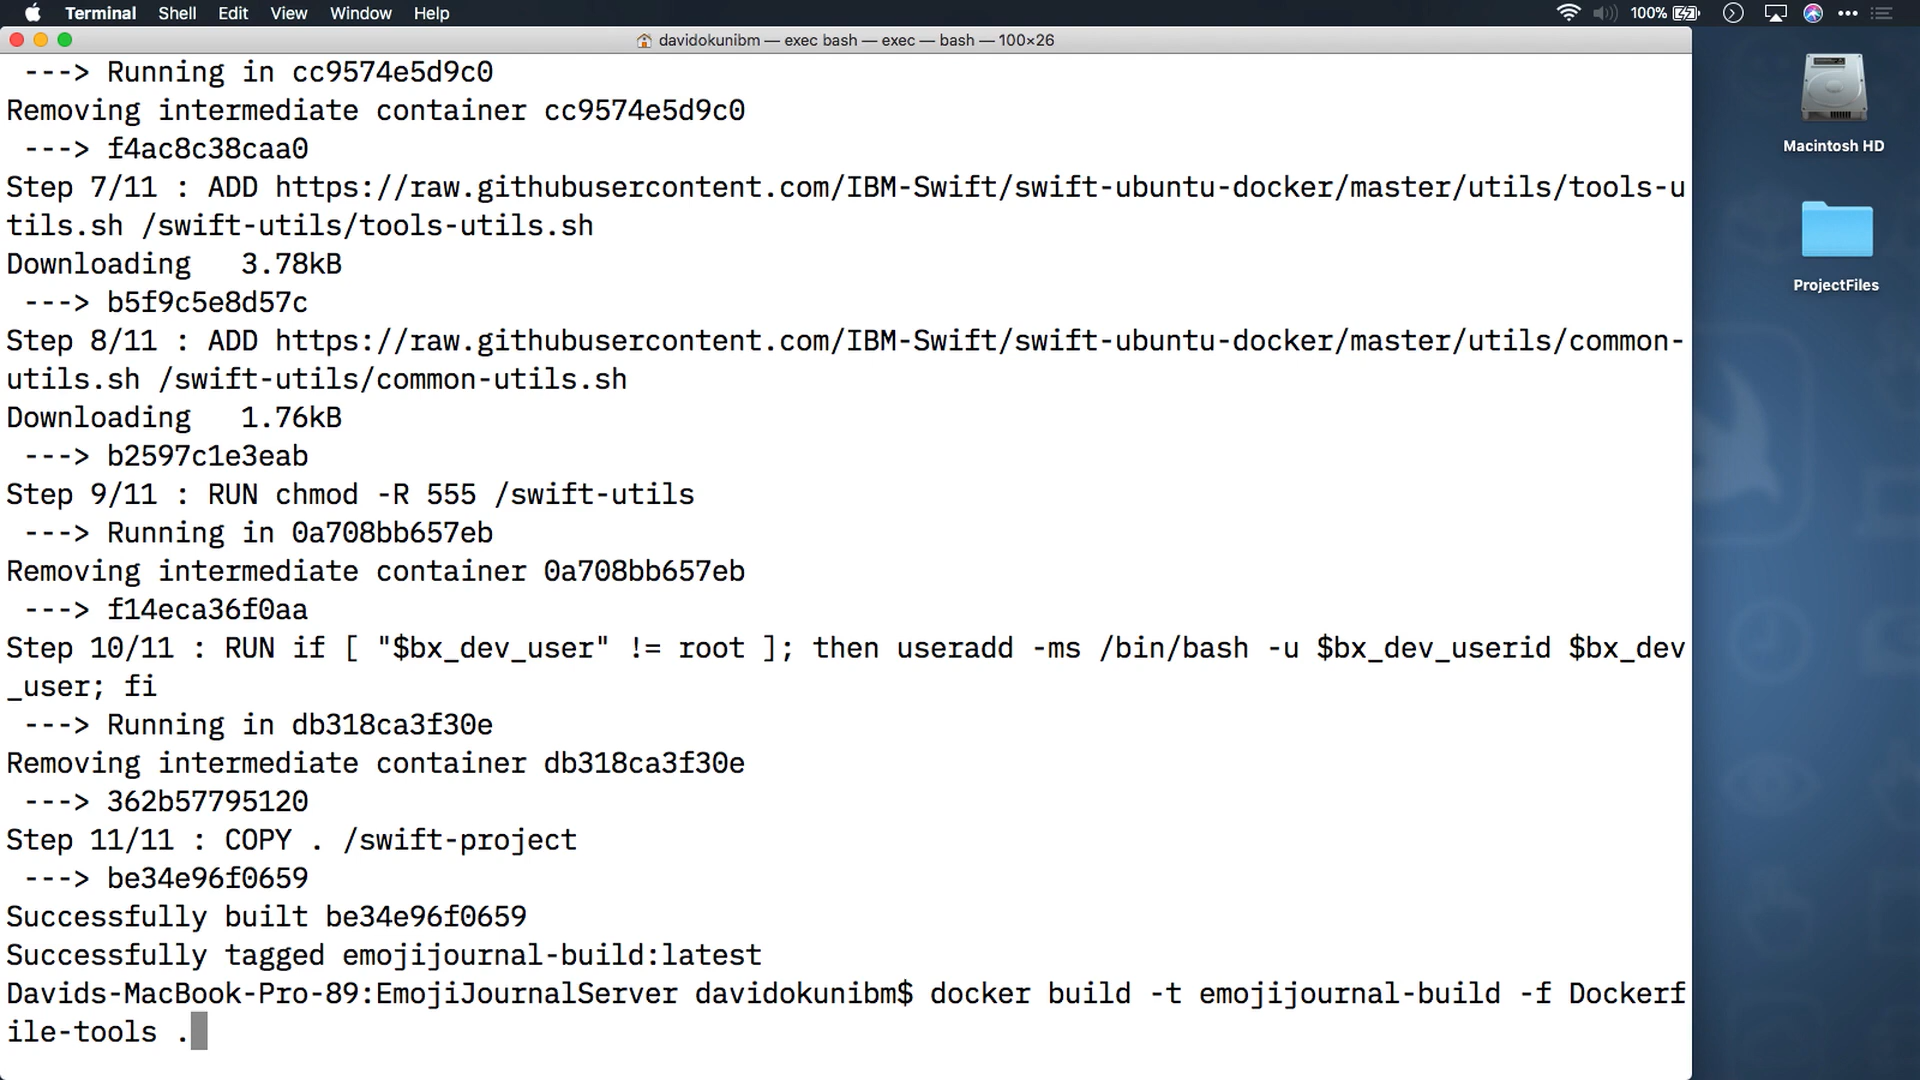 Terminal Shell Edit View Window Help 100%
davidokunibm — exec bash — exec — bash — 100×26
---> Running in cc9574e5d9c0
Removing intermediate container cc9574e5d9c0
---> f4ac8c38caa0
Step 7/11 : ADD https://raw.githubusercontent.com/IBM-Swift/swift-ubuntu-docker/master/utils/tools-u
tils.sh /swift-utils/tools-utils.sh
Downloading   3.78kB
---> b5f9c5e8d57c
Step 8/11 : ADD https://raw.githubusercontent.com/IBM-Swift/swift-ubuntu-docker/master/utils/common-
utils.sh /swift-utils/common-utils.sh
Downloading   1.76kB
---> b2597c1e3eab
Step 9/11 : RUN chmod -R 555 /swift-utils
---> Running in 0a708bb657eb
Removing intermediate container 0a708bb657eb
---> f14eca36f0aa
Step 10/11 : RUN if [ "$bx_dev_user" != root ]; then useradd -ms /bin/bash -u $bx_dev_userid $bx_dev
_user; fi
---> Running in db318ca3f30e
Removing intermediate container db318ca3f30e
---> 362b57795120
Step 11/11 : COPY . /swift-project
---> be34e96f0659
Successfully built be34e96f0659
Successfully tagged emojijournal-build:latest
Davids-MacBook-Pro-89:EmojiJournalServer davidokunibm$ docker build -t emojijournal-build -f Dockerf
ile-tools .
Macintosh HD
ProjectFiles